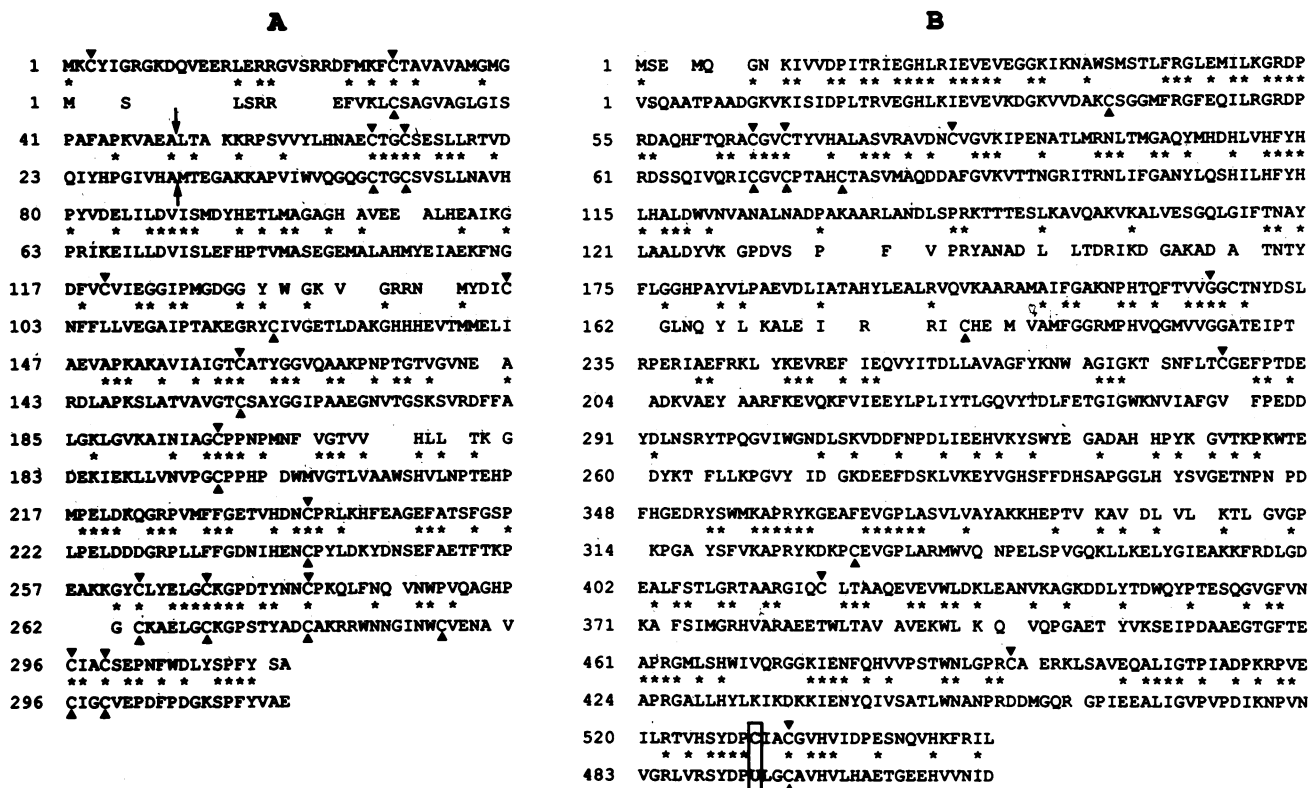 A
1 MKCYIGRGKDQVEERLERRGVSRRDFMKFCTAVAVAMGMG
* * ** ** * *
1 M S LSRR EFVKLCSAGVAGLGIS
41 PAFAPKVAEALTA KKRPSVVYLHNAECTGCSESLLRTVD
* * * ** * * ***** **** * *
23 QIYHPGIVHAMTEGAKKAPVIWVQGQGCTGCSVSLLNAVH
80 PYVDELILDVISMDYHETLMAGAGH AVEE ALHEAIKG
63 PRIKEILLDVISLEFHPTVMASEGEMALAHMYEIAEKFNG
117 DFVCVIEGGIPMGDGG Y W GK V GRRN MYDIC
103 NFFLLVEGAIPTAKEGRYCIVGETLDAKGHHHEVTMMELI
147 AEVAPKAKAVIAIGTCATYGGVQAAKPNPTGTVGVNE A
143 RDLAPKSLATVAVGTCSAYGGIPAAEGNVTGSKSVRDFFA
185 LGKLGVKAINIAGCPPNPMNF VGTVV HLL TK G
183 DEKIEKLLVNVPGCPPHP DWMVGTLVAAWSHVLNPTEHP
217 MPELDKQGRPVMFFGETVHDNCPRLKHFEAGEFATSFGSP
222 LPELDDDGRPLLFFGDNIHENCPYLDKYDNSEFAETFTKP
257 EAKKGYCLYELGCKGPDTYNNCPKQLFNQ VNWPVQAGHP
262 G CKAELGCKGPSTYADCAKRRWNNGINWCVENA V
296 CIACSEPNFWDLYSPFY SA
296 CIGCVEPDFPDGKSPFYVAE
B
1 MSE MQ GN KIVVDPITRIEGHLRIEVEVEGGKIKNAWSMSTLFRGLEMILKGRDP
1 VSQAATPAADGKVKISIDPLTRVEGHLKIEVEVKDGKVVDAKCSGGMFRGFEQILRGRDP
55 RDAQHFTQRACGVCTYVHALASVRAVDNCVGVKIPENATLMRNLTMGAQYMHDHLVHFYH
61 RDSSQIVQRICGVCPTAHCTASVMAQDDAFGVKVTTNGRITRNLIFGANYLQSHILHFYH
115 LHALDWVNVANALNADPAKAARLANDLSPRKTTTESLKAVQAKVKALVESGQLGIFTNAY
121 LAALDYVK GPDVS P F V PRYANAD L LTDRIKD GAKAD A TNTY
175 FLGGHPAYVLPAEVDLIATAHYLEALRVQVKAARAMAIFGAKNPHTQFTVVGGCTNYDSL
162 GLNQ Y L KALE I R RI CHE M VAMFGGRMPHVQGMVVGGATEIPT
235 RPERIAEFRKL YKEVREF IEQVYITDLLAVAGFYKNW AGIGKT SNFLTCGEFPTDE
204 ADKVAEY AARFKEVQKFVIEEYLPLIYTLGQVYTDLFETGIGWKNVIAFGV FPEDD
291 YDLNSRYTPQGVIWGNDLSKVDDFNPDLIEEHVKYSWYE GADAH HPYK GVTKPKWTE
260 DYKT FLLKPGVY ID GKDEEFDSKLVKEYVGHSFFDHSAPGGLH YSVGETNPN PD
348 FHGEDRYSWMKAPRYKGEAFEVGPLASVLVAYAKKHEPTV KAV DL VL KTL GVGP
314 KPGA YSFVKAPRYKDKPCEVGPLARMWVQ NPELSPVGQKLLKELYGIEAKKFRDLGD
402 EALFSTLGRTAARGIQC LTAAQEVEVWLDKLEANVKAGKDDLYTDWQYPTESQGVGFVN
371 KA FSIMGRHVARAEETWLTAV AVEKWL K Q VQPGAET YVKSEIPDAAEGTGFTE
461 APRGMLSHWIVQRGGKIENFQHVVPSTWNLGPRCA ERKLSAVEQALIGTPIADPKRPVE
424 APRGALLHYLKIKDKKIENYQIVSATLWNANPRDDMGQR GPIEEALIGVPVPDIKNPVN
520 ILRTVHSYDPCIACGVHVIDPESNQVHKFRIL
483 VGRLVRSYDPULGCAVHVLHAETGEEHVVNID